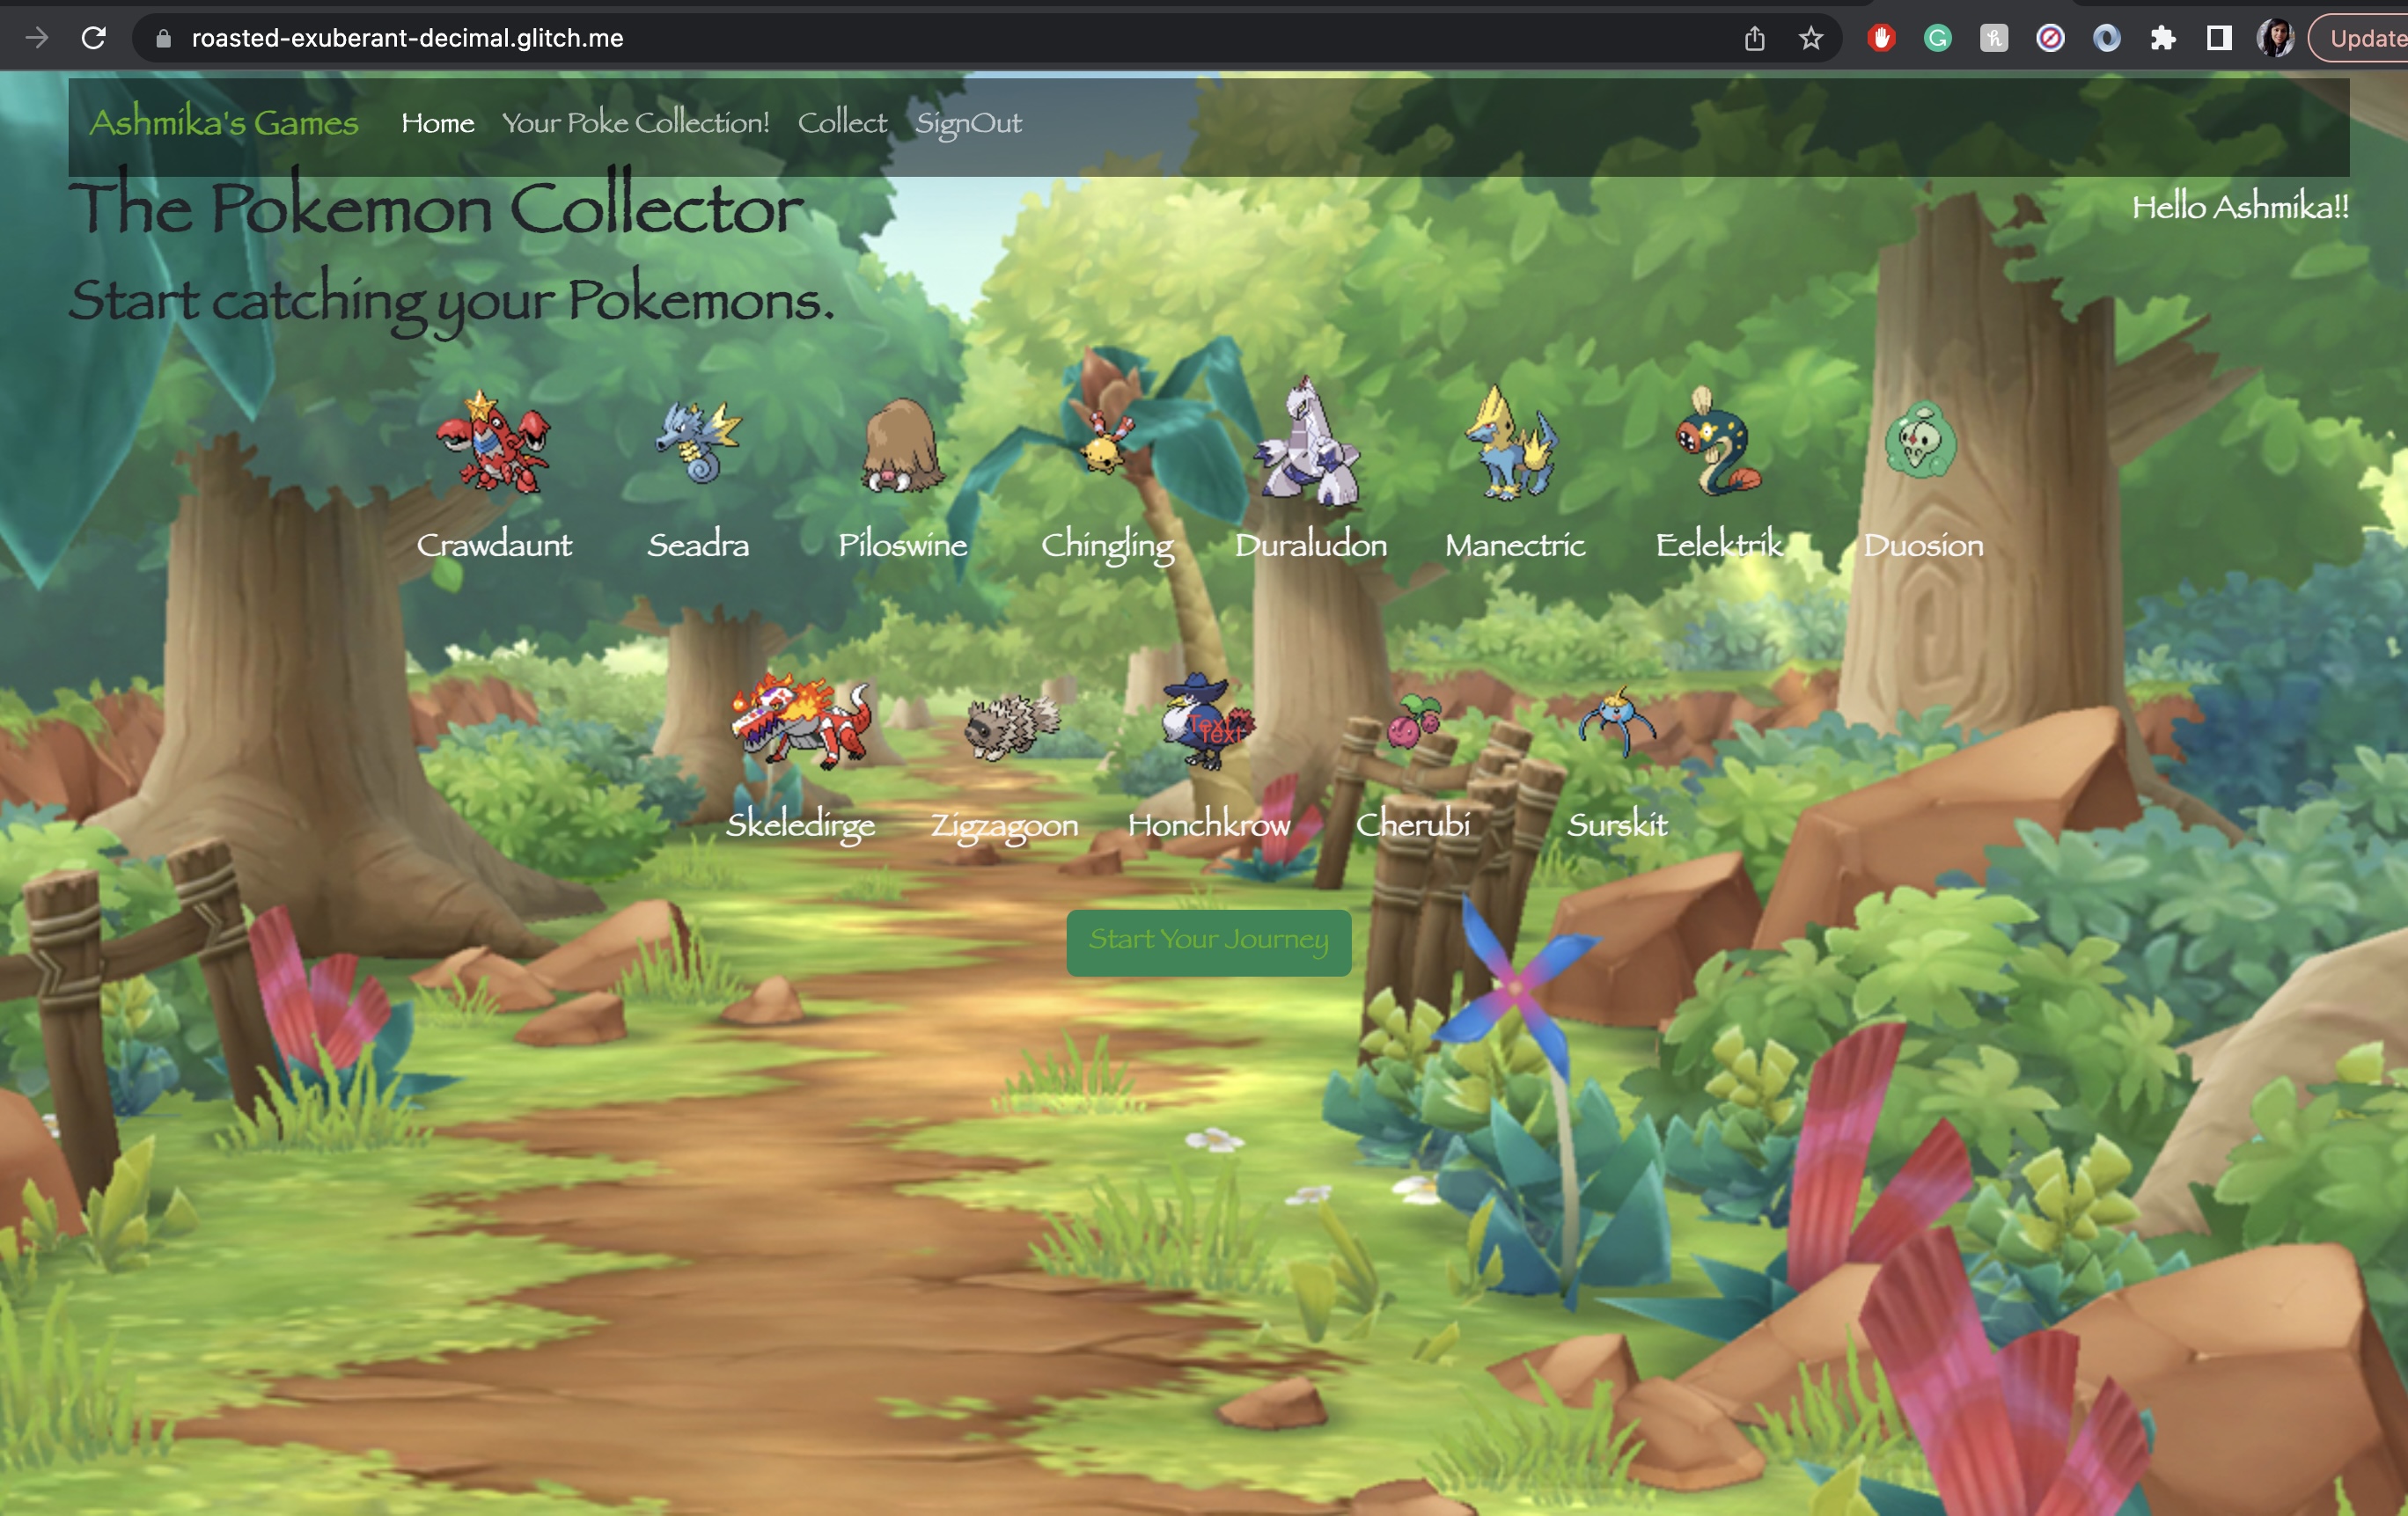 roasted-exuberant-decimal.glitch.me
Update
Ashmika's Games Home Your Poke Collection! Collect SignOut
The Pokemon Collector
Hello Ashmika!!
Start catching your Pokemons.
Crawdaunt Seadra Piloswine Chingling Duraludon Manectric Eelektrik Duosion
Text
Text
Skeledirge Zigzagoon Honchkrow Cherubi Surskit
Start Your Journey